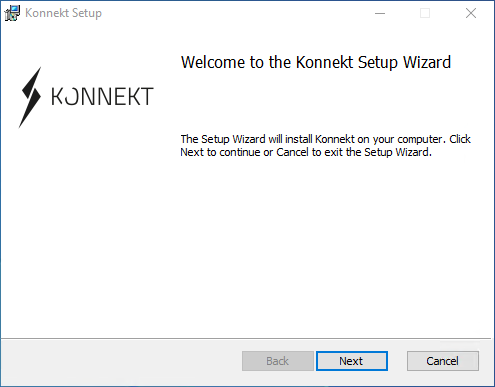 Konnekt Setup
Welcome to the Konnekt Setup Wizard
KONNEKT
The Setup Wizard will install Konnekt on your computer. Click
Next to continue or Cancel to exit the Setup Wizard.
Back
Next
Cancel